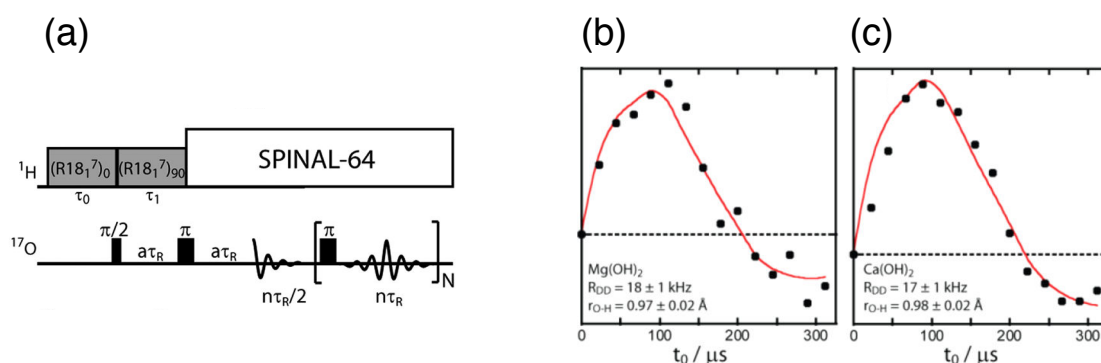 (a)
¹H
(R18₁⁷)₀
(R18₁⁷)₉₀
SPINAL-64
τ₀
τ₁
¹⁷O
π/2
aτ_R
π
aτ_R
π
N
nτ_R/2
nτ_R
(b)
Mg(OH)₂
R_DD = 18 ± 1 kHz
r_O-H = 0.97 ± 0.02 Å
0 100 200 300
t₀ / μs
(c)
Ca(OH)₂
R_DD = 17 ± 1 kHz
r_O-H = 0.98 ± 0.02 Å
0 100 200 300
t₀ / μs